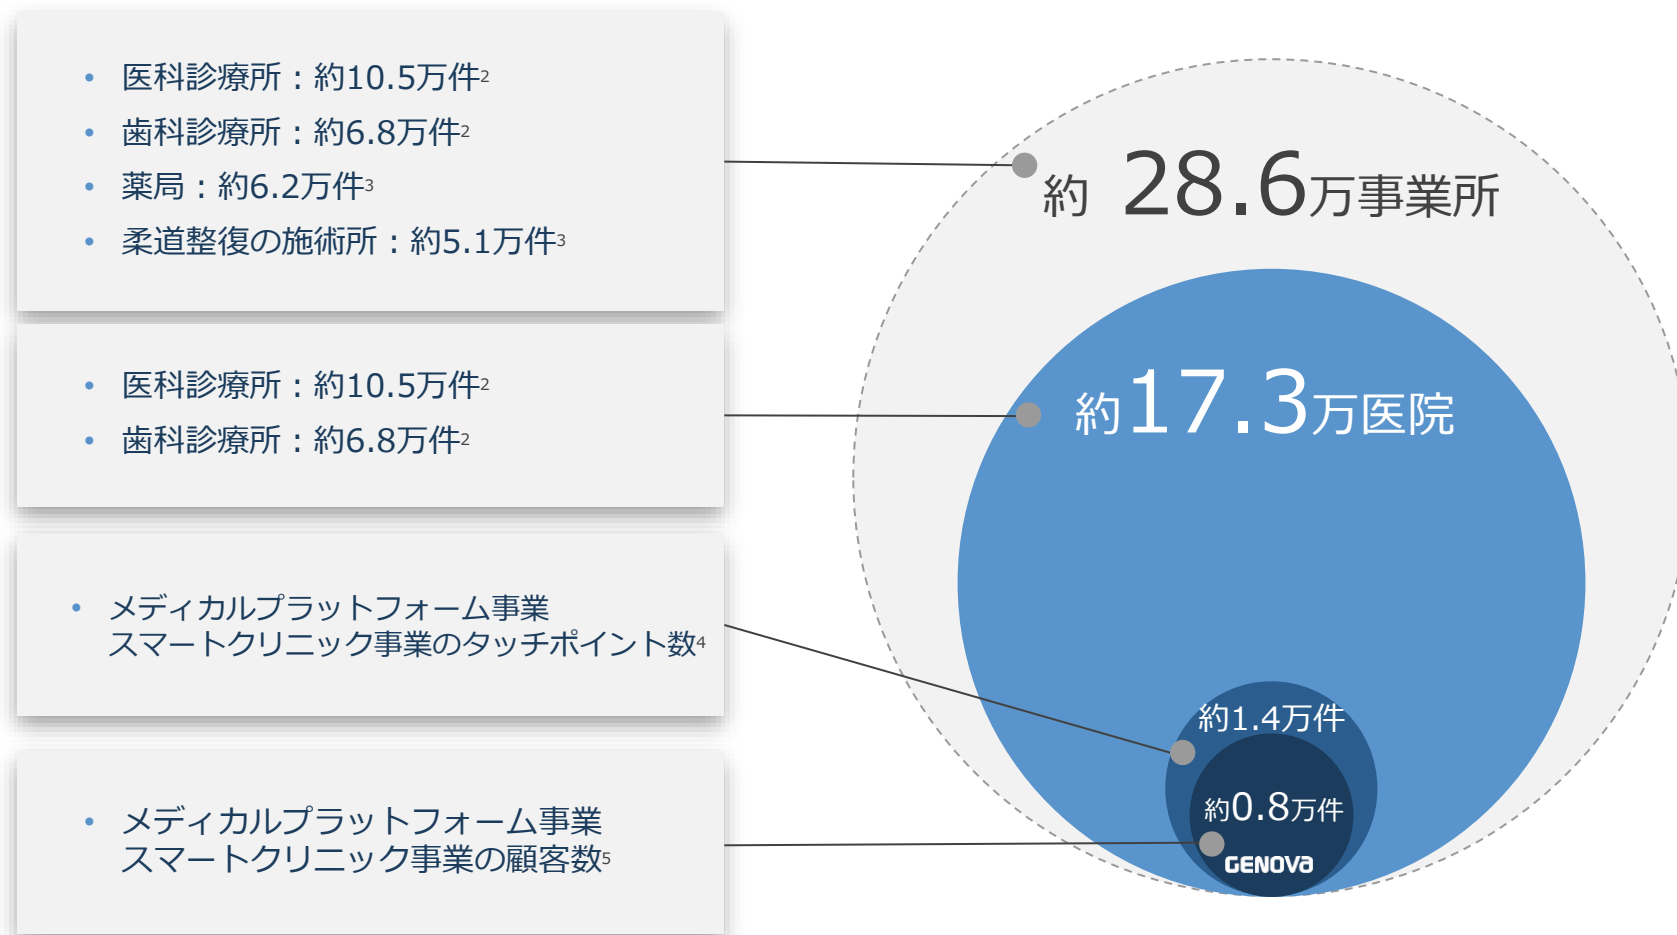 • 医科診療所：約10.5万件2
• 歯科診療所：約6.8万件2
• 薬局：約6.2万件3
• 柔道整復の施術所：約5.1万件3
• 医科診療所：約10.5万件2
• 歯科診療所：約6.8万件2
• メディカルプラットフォーム事業
スマートクリニック事業のタッチポイント数4
• メディカルプラットフォーム事業
スマートクリニック事業の顧客数5
約 28.6万事業所
約17.3万医院
約1.4万件
約0.8万件
GENOVA